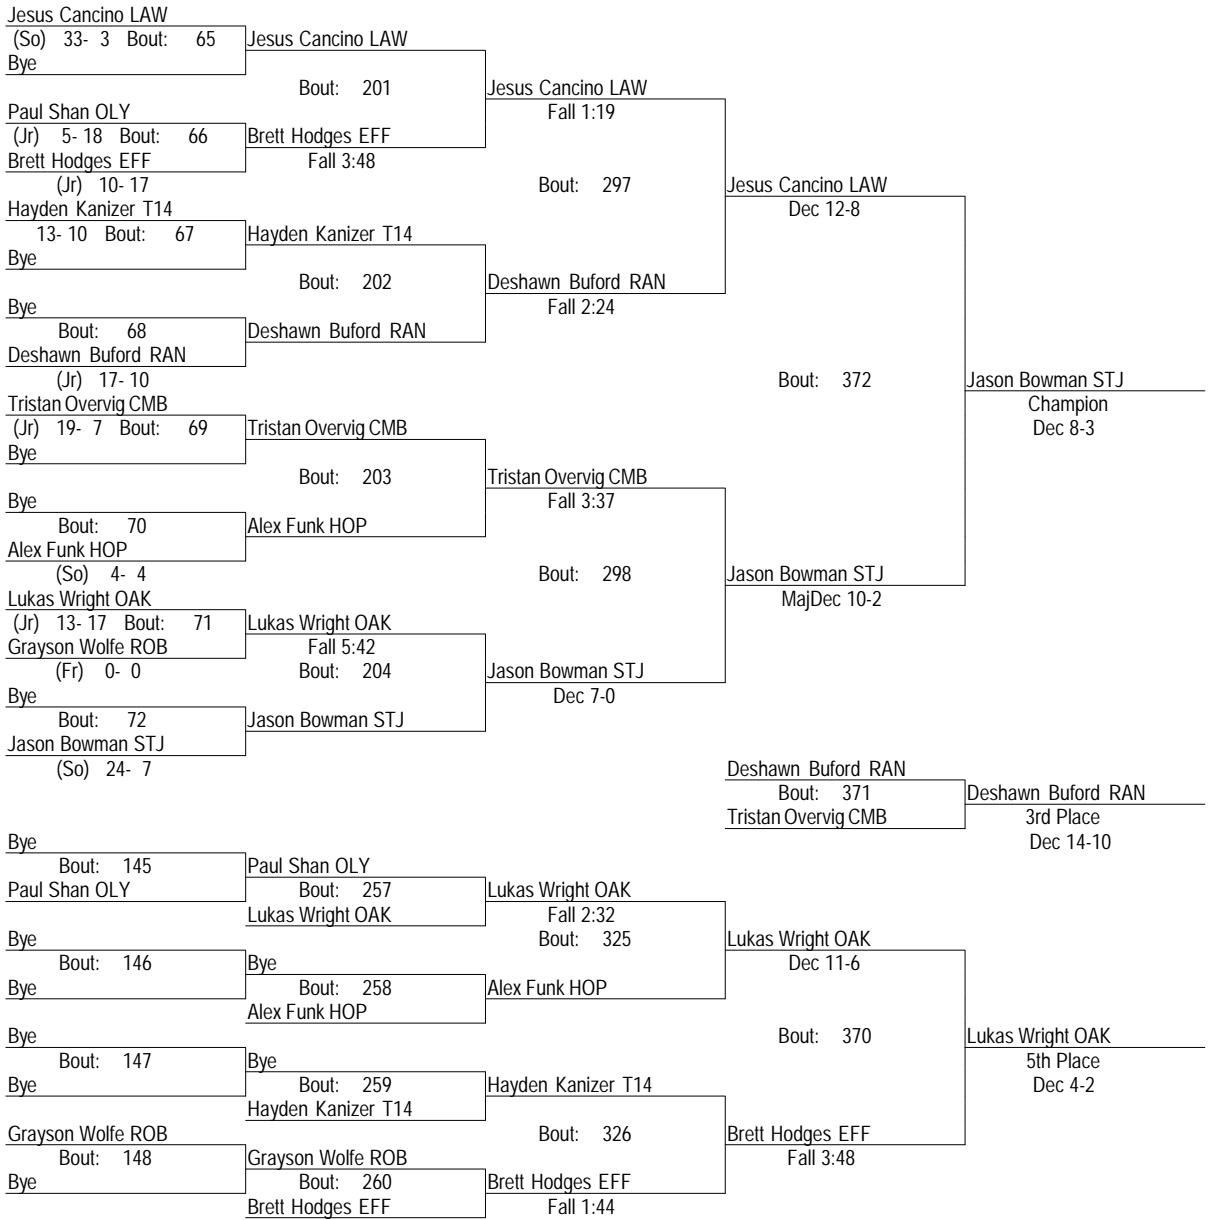 Jesus Cancino LAW
(So) 33- 3 Bout: 65 Jesus Cancino LAW
Bye
Bout: 201 Jesus Cancino LAW
Paul Shan OLY Fall 1:19
(Jr) 5- 18 Bout: 66 Brett Hodges EFF
Brett Hodges EFF Fall 3:48
(Jr) 10- 17 Bout: 297 Jesus Cancino LAW
Hayden Kanizer T14 Dec 12-8
13- 10 Bout: 67 Hayden Kanizer T14
Bye
Bout: 202 Deshawn Buford RAN
Bye Fall 2:24
Bout: 68 Deshawn Buford RAN
Deshawn Buford RAN
(Jr) 17- 10 Bout: 372 Jason Bowman STJ
Tristan Overvig CMB Champion
(Jr) 19- 7 Bout: 69 Tristan Overvig CMB Dec 8-3
Bye
Bout: 203 Tristan Overvig CMB
Bye Fall 3:37
Bout: 70 Alex Funk HOP
Alex Funk HOP
(So) 4- 4 Bout: 298 Jason Bowman STJ
Lukas Wright OAK MajDec 10-2
(Jr) 13- 17 Bout: 71 Lukas Wright OAK
Grayson Wolfe ROB Fall 5:42
(Fr) 0- 0 Bout: 204 Jason Bowman STJ
Bye Dec 7-0
Bout: 72 Jason Bowman STJ
Jason Bowman STJ
(So) 24- 7 Deshawn Buford RAN
Bout: 371 Deshawn Buford RAN
Tristan Overvig CMB 3rd Place
Bye Dec 14-10
Bout: 145 Paul Shan OLY
Paul Shan OLY Bout: 257 Lukas Wright OAK
Lukas Wright OAK Fall 2:32
Bye Bout: 325 Lukas Wright OAK
Bout: 146 Bye Dec 11-6
Bye Bout: 258 Alex Funk HOP
Alex Funk HOP
Bye Bout: 370 Lukas Wright OAK
Bout: 147 Bye 5th Place
Bye Bout: 259 Hayden Kanizer T14 Dec 4-2
Hayden Kanizer T14
Grayson Wolfe ROB Bout: 326 Brett Hodges EFF
Bout: 148 Grayson Wolfe ROB Fall 3:48
Bye Bout: 260 Brett Hodges EFF
Brett Hodges EFF Fall 1:44